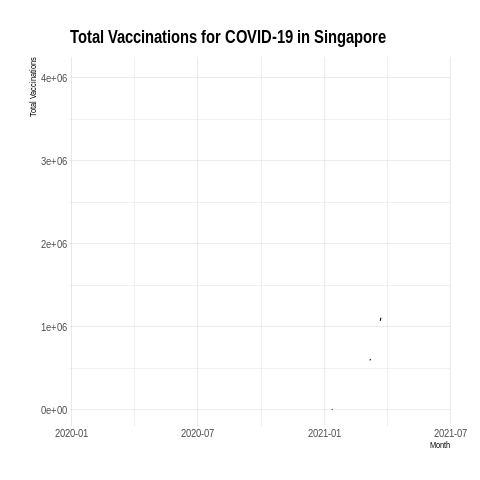 Total Vaccinations for COVID-19 in Singapore
Total Vaccinations
4e+06
3e+06
2e+06
1e+06
0e+00
2020-01
2020-07
2021-01
2021-07
Month